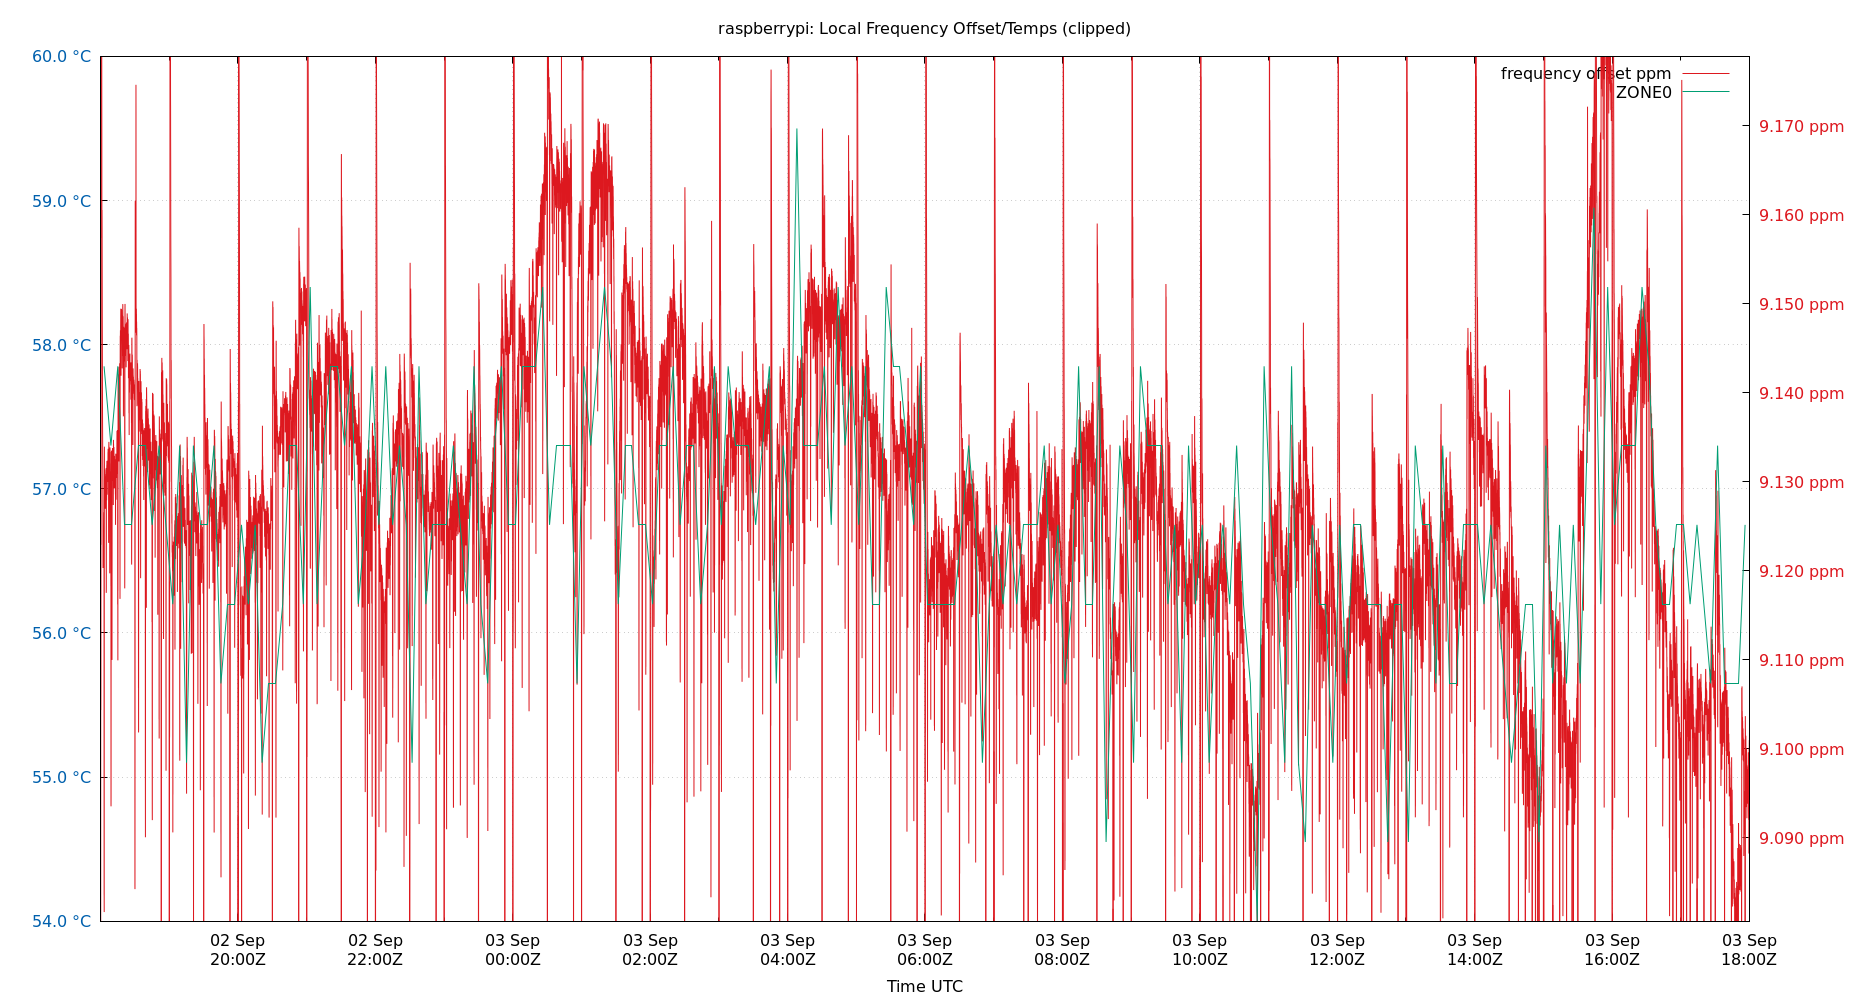 raspberrypi: Local Frequency Offset/Temps (clipped)
60.0 °C
59.0 °C
58.0 °C
57.0 °C
56.0 °C
55.0 °C
54.0 °C
frequency offset ppm
ZONE0
9.170 ppm
9.160 ppm
9.150 ppm
9.140 ppm
9.130 ppm
9.120 ppm
9.110 ppm
9.100 ppm
9.090 ppm
02 Sep
20:00Z
02 Sep
22:00Z
03 Sep
00:00Z
03 Sep
02:00Z
03 Sep
04:00Z
03 Sep
06:00Z
03 Sep
08:00Z
03 Sep
10:00Z
03 Sep
12:00Z
03 Sep
14:00Z
03 Sep
16:00Z
03 Sep
18:00Z
Time UTC